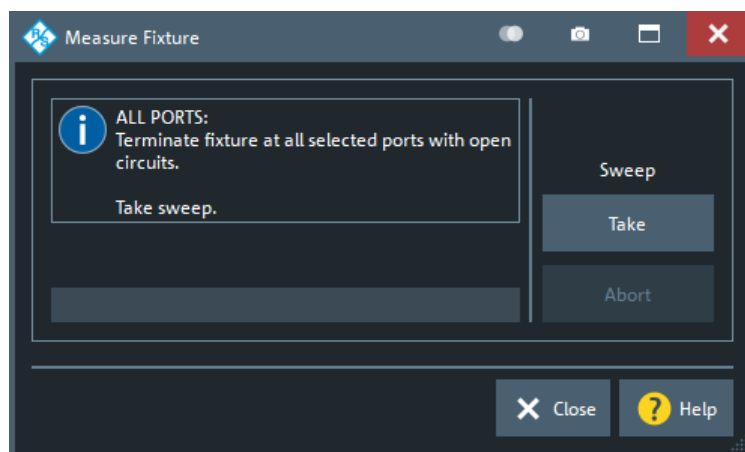 Measure Fixture
ALL PORTS:
Terminate fixture at all selected ports with open
circuits.
Take sweep.
Sweep
Take
Abort
Close
? Help